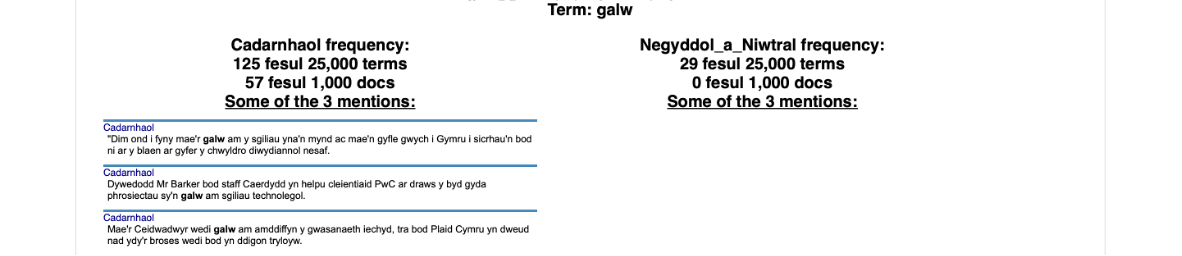 Term: galw
Cadarnhaol frequency:
125 fesul 25,000 terms
57 fesul 1,000 docs
Some of the 3 mentions:
Cadarnhaol
"Dim ond i fyny mae'r galw am y sgiliau yna'n mynd ac mae'n gyfle gwych i Gymru i sicrhau'n bod
ni ar y blaen ar gyfer y chwyldro diwydiannol nesaf.
Cadarnhaol
Dywedodd Mr Barker bod staff Caerdydd yn helpu cleientiaid PwC ar draws y byd gyda
phrosiectau sy'n galw am sgiliau technolegol.
Cadarnhaol
Mae'r Ceidwadwyr wedi galw am amddiffyn y gwasanaeth iechyd, tra bod Plaid Cymru yn dweud
nad ydy'r broses wedi bod yn ddigon tryloyw.
Negyddol_a_Niwtral frequency:
29 fesul 25,000 terms
0 fesul 1,000 docs
Some of the 3 mentions: